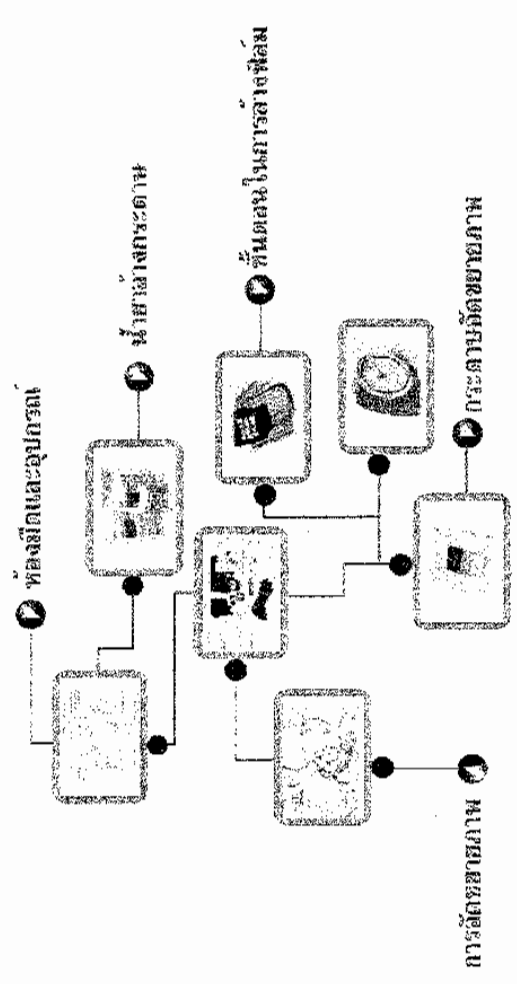 ห้องมืดและอุปกรณ์
น้ำยาล้างกระดาน
ขั้นตอนในการล้างฟิล์ม
กระดาษอัดขยายภาพ
การอัดขยายภาพ